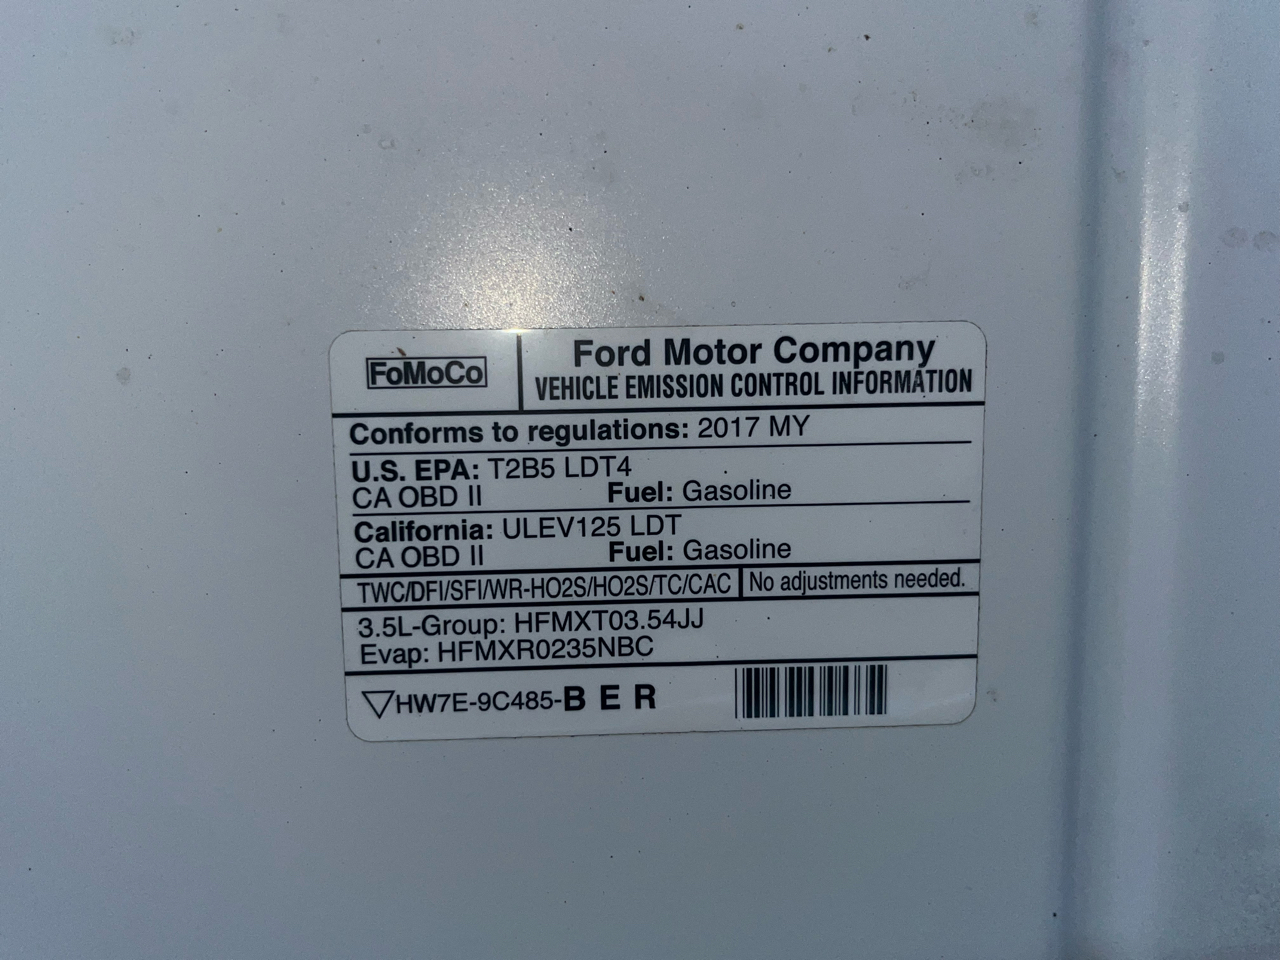 FoMoCo
Ford Motor Company
VEHICLE EMISSION CONTROL INFORMATION
Conforms to regulations: 2017 MY
U.S. EPA: T2B5 LDT4
CA OBD II Fuel: Gasoline
California: ULEV125 LDT
CA OBD II Fuel: Gasoline
TWC/DFI/SFI/WR-HO2S/HO2S/TC/CAC No adjustments needed.
3.5L-Group: HFMXT03.54JJ
Evap: HFMXR0235NBC
HW7E-9C485-B E R